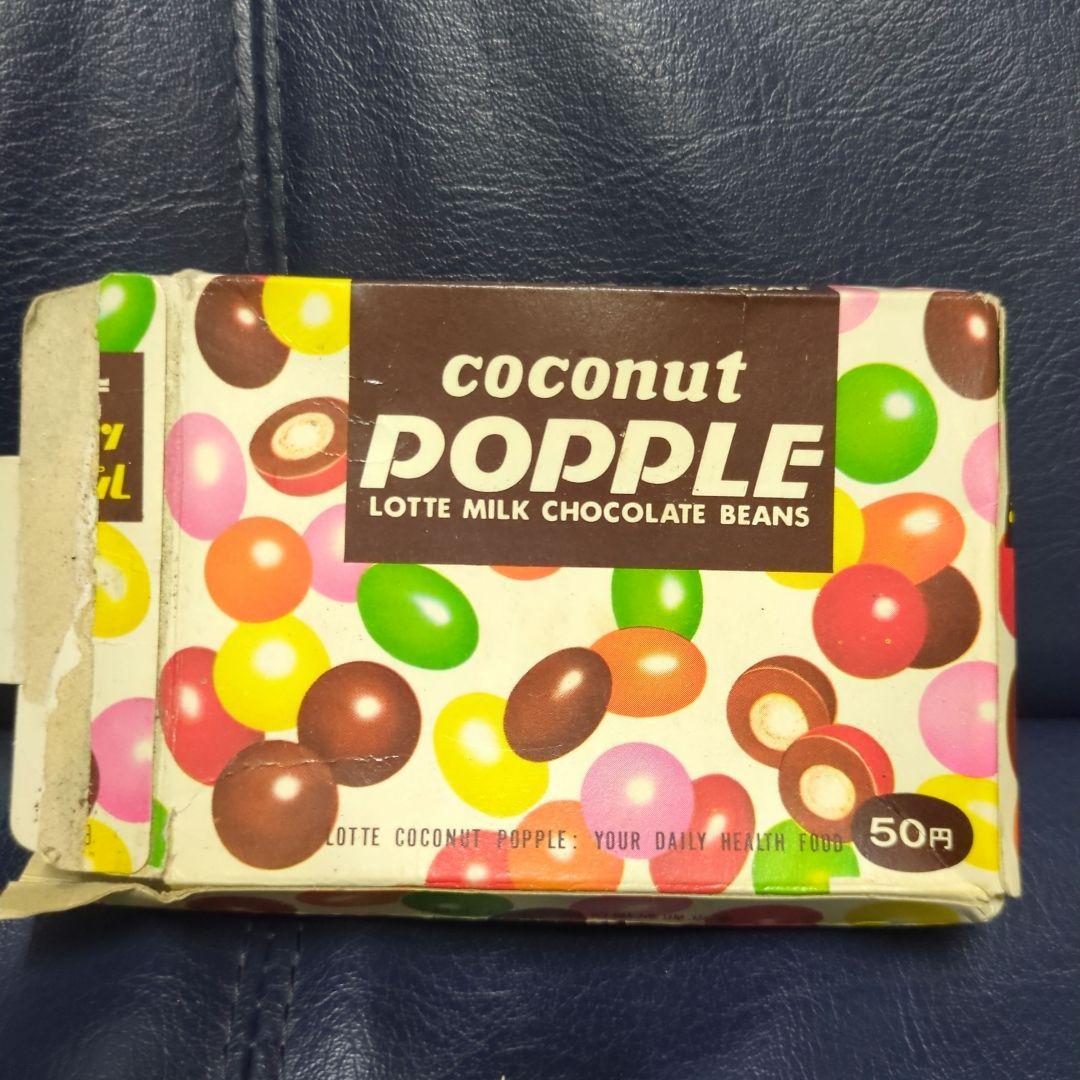 coconut
POPPLE
LOTTE MILK CHOCOLATE BEANS
LOTTE COCONUT POPPLE: YOUR DAILY HEALTH FOOD
50円